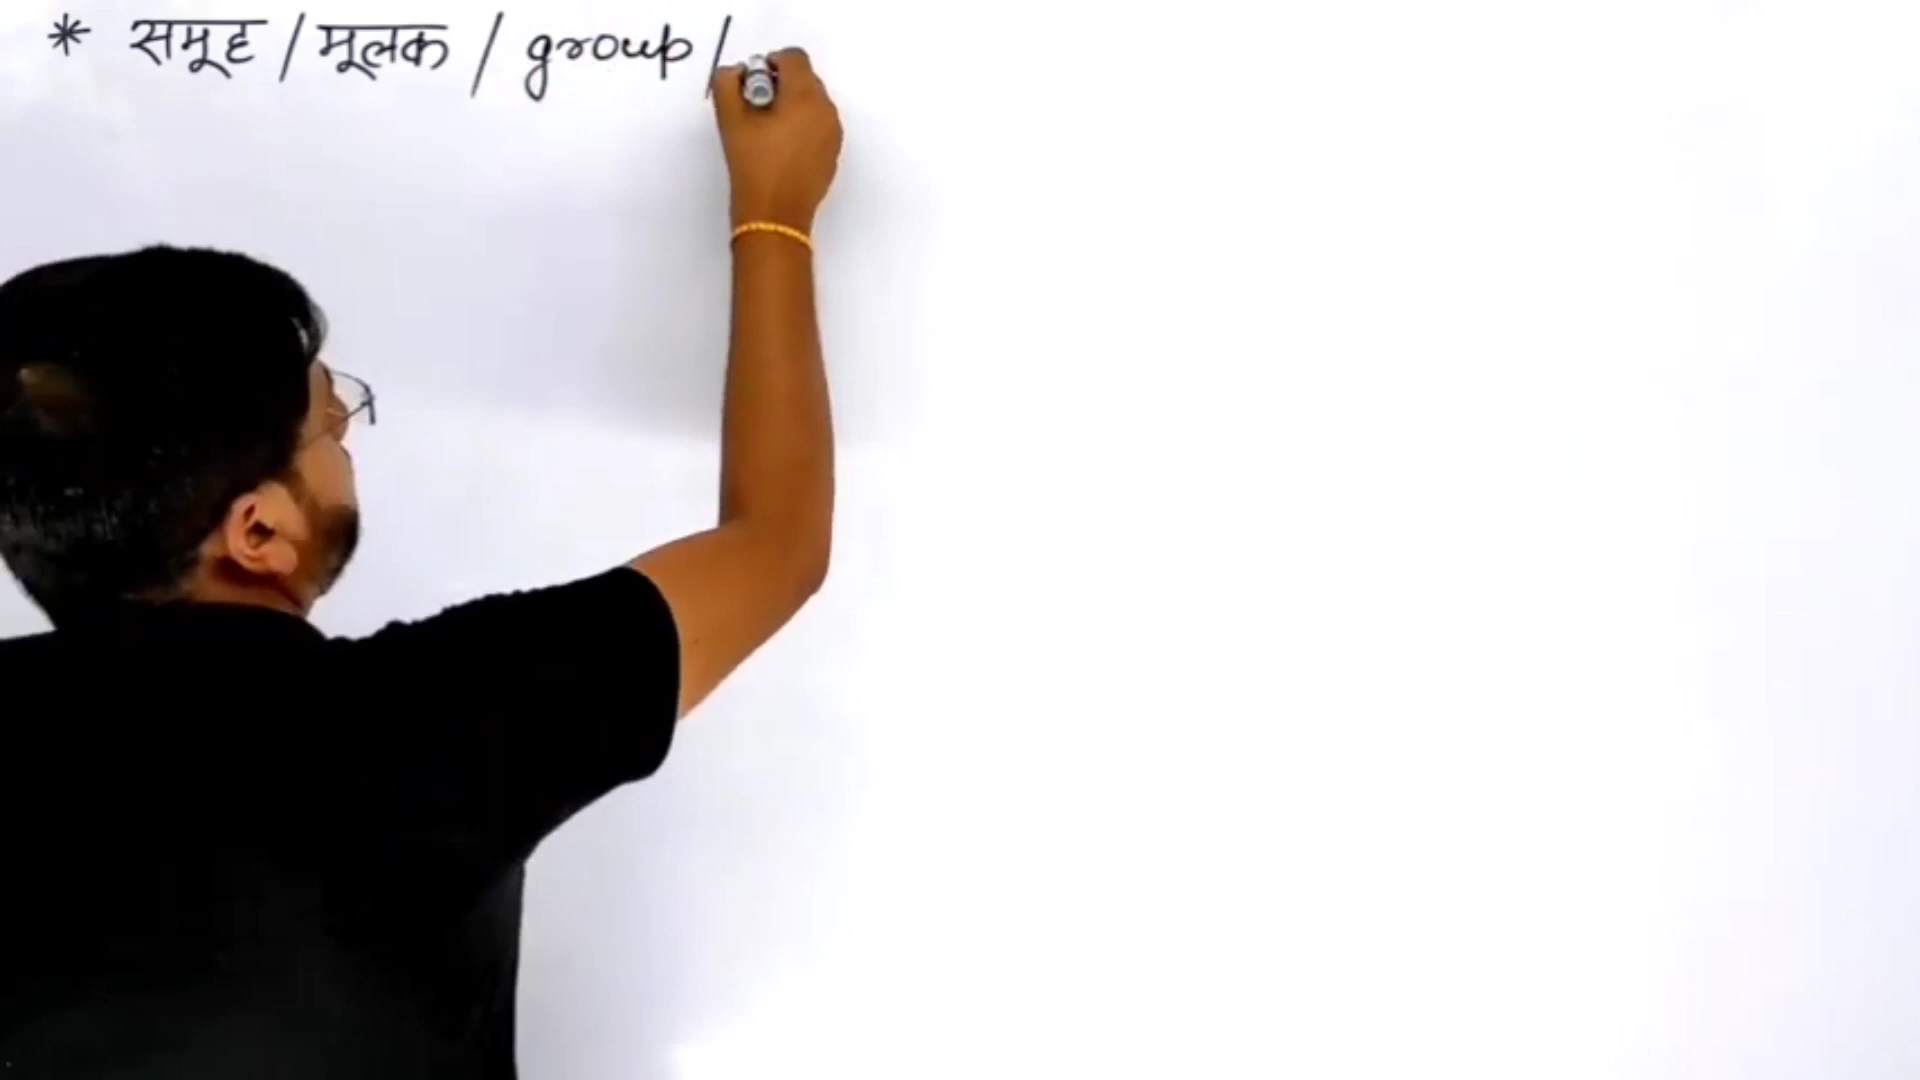 * समूह / मूलक / group /